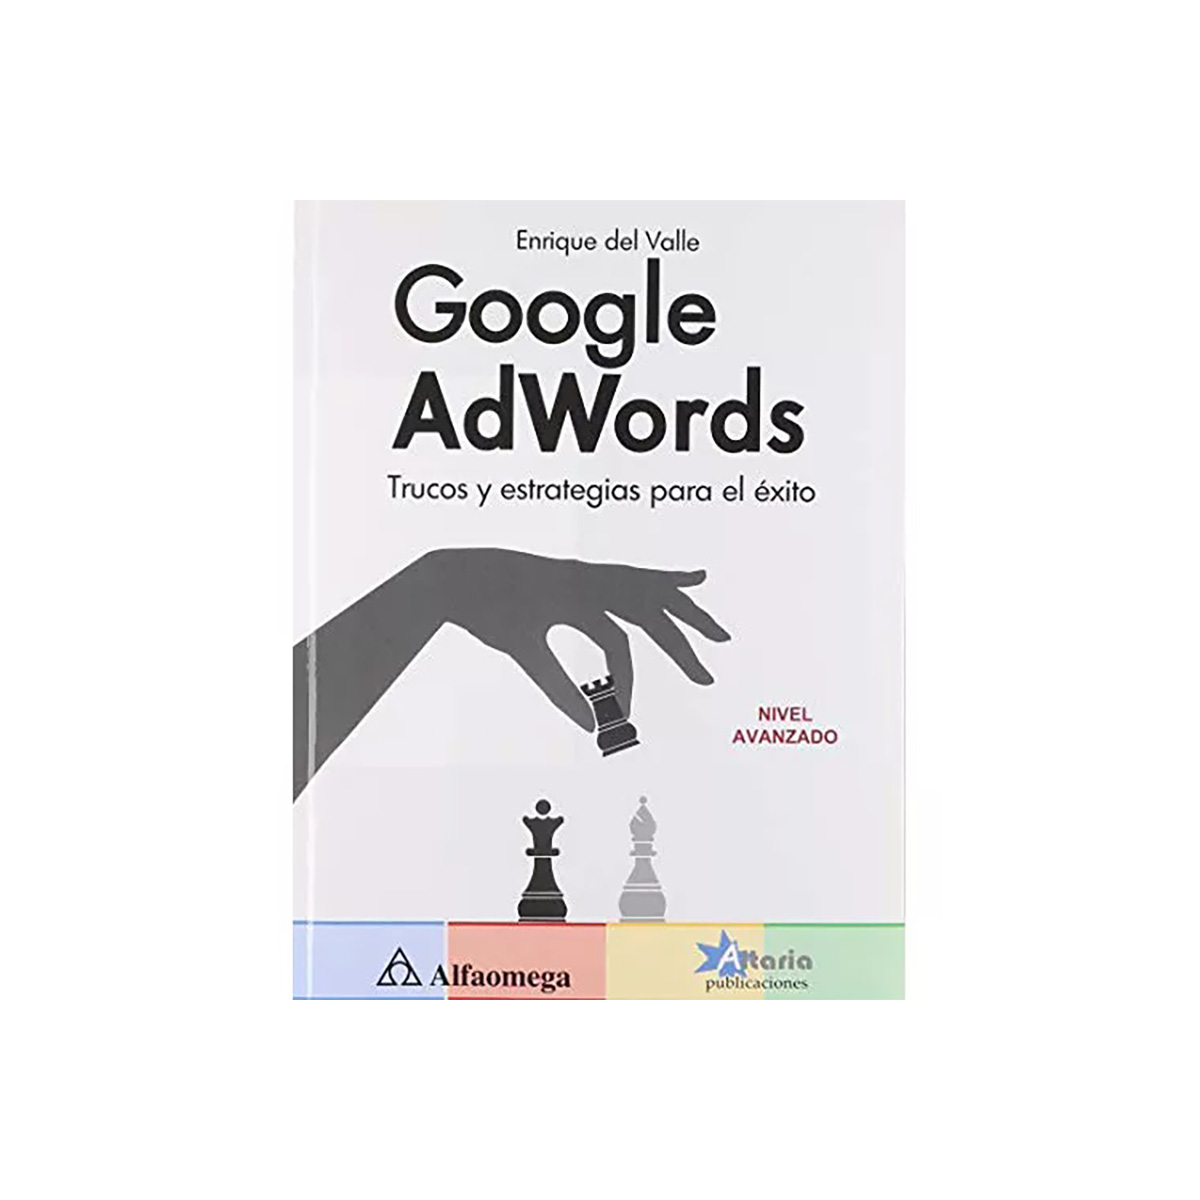 Enrique del Valle
Google
AdWords
Trucos y estrategias para el éxito
NIVEL
AVANZADO
Alfaomega
Altaria
publicaciones